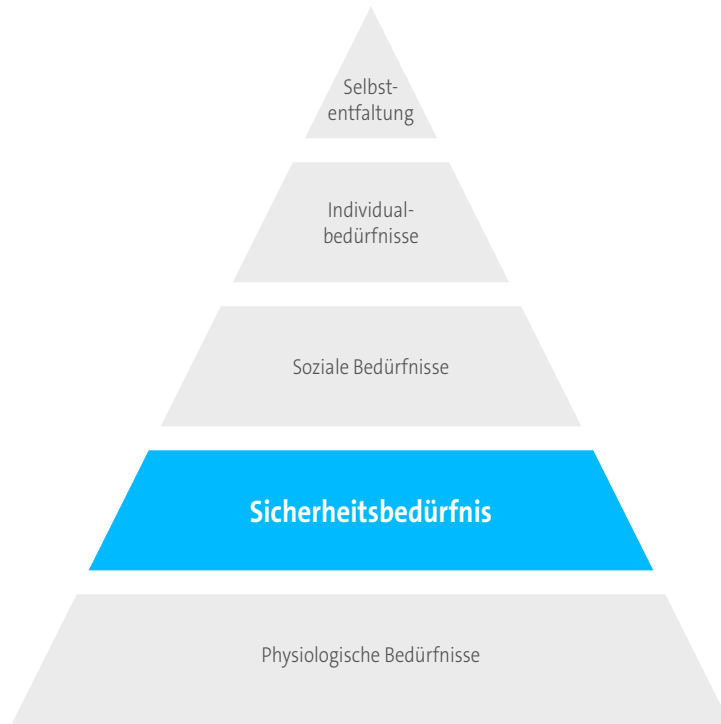 Selbst-
entfaltung
Individual-
bedürfnisse
Soziale Bedürfnisse
Sicherheitsbedürfnis
Physiologische Bedürfnisse